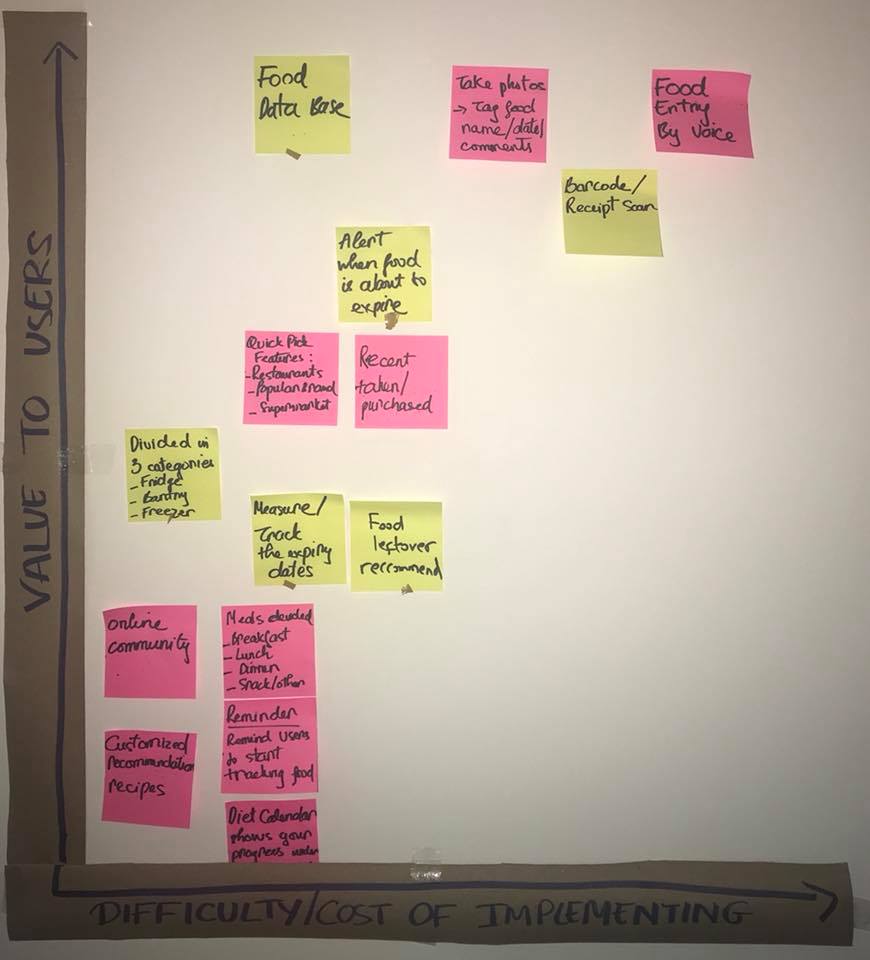 VALUE TO USERS
Food
Data Base
Take photos
→ Tag food
name/date/
comments
Food
Entry
By Voice
Barcode/
Receipt Scan
Alert
when food
is about to
expire
Quick Pick
Features:
- Restaurants
- Popular Brand
- Supermarket
Recent
taken/
purchased
Divided in
3 categories
- Fridge
- Pantry
- Freezer
Measure/
Track
the expiry
dates
Food
leftover
recommend
Online
community
Meals devided
- Breakfast
- Lunch
- Dinner
- Snack/other
Customized
recommendation
recipes
Reminder
Remind users
to start
tracking food
Diet Calendar
shows your
progress
DIFFICULTY/COST OF IMPLEMENTING